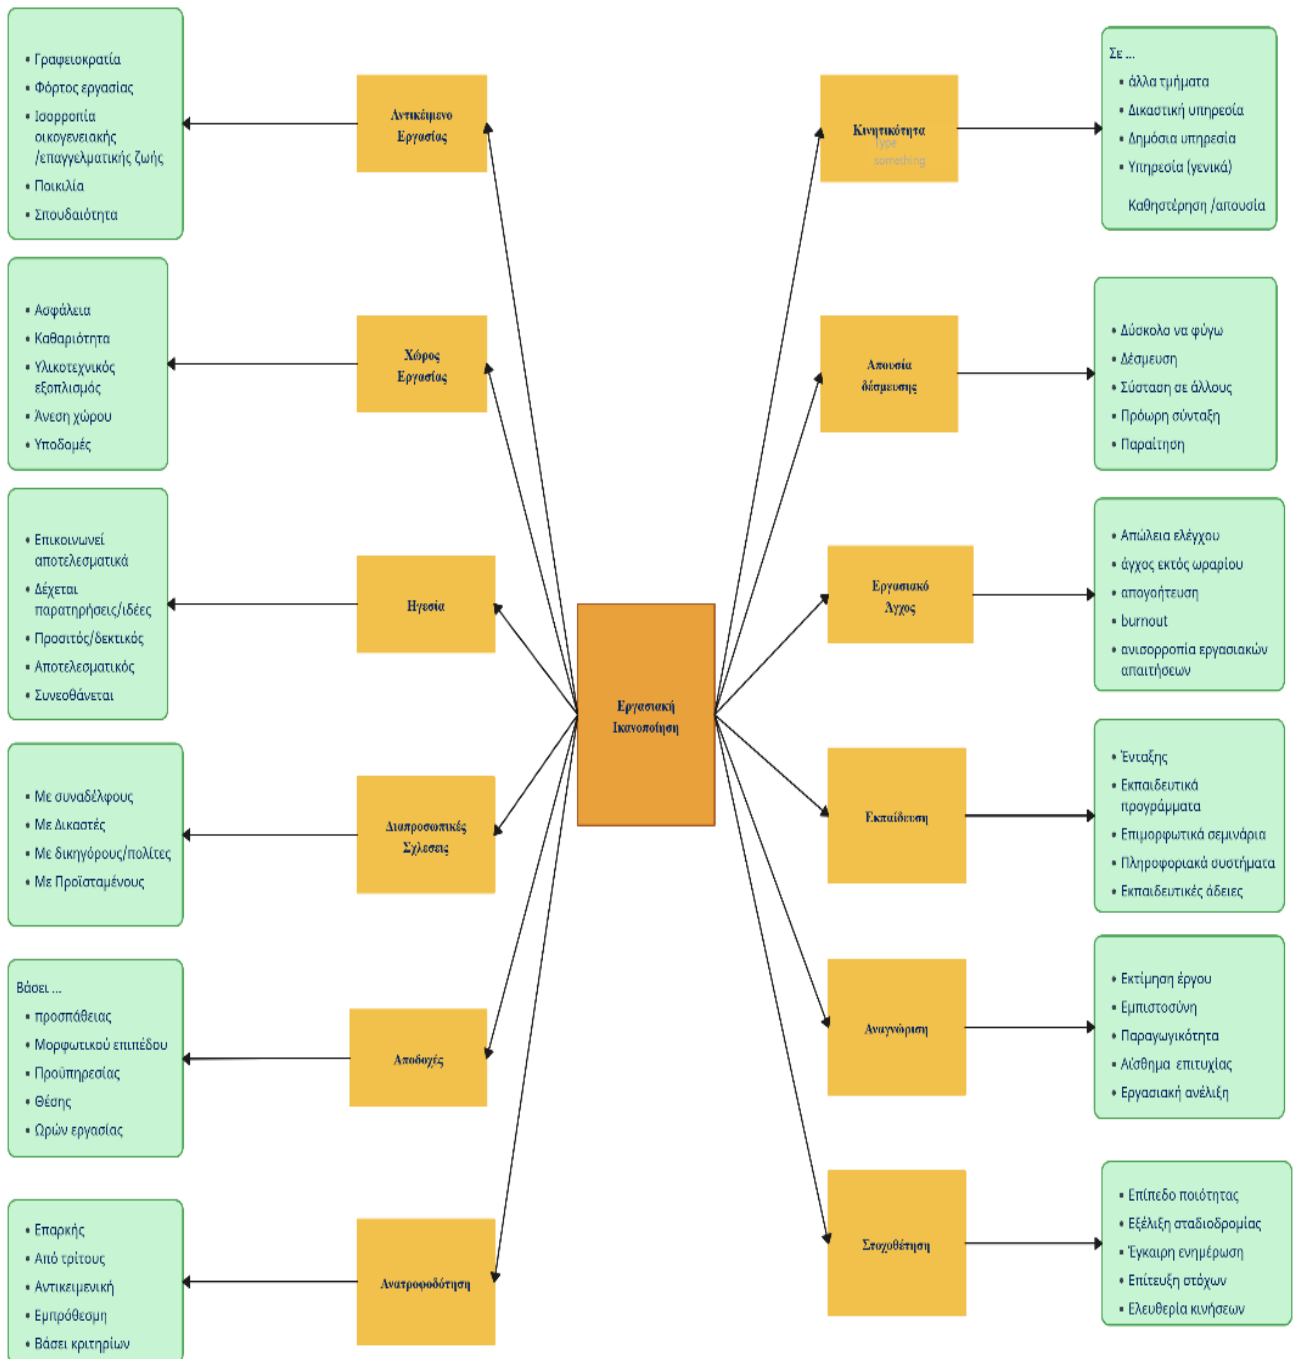 Γραφειοκρατία
Φόρτος εργασίας
Ισορροπία
οικογενειακής
/επαγγελματικής ζωής
Ποικιλία
Σπουδαιότητα
Αντικείμενο
Εργασίας
Ασφάλεια
Καθαριότητα
Υλικοτεχνικός
εξοπλισμός
Άνεση χώρου
Υποδομές
Χώρος
Εργασίας
Επικοινωνεί
αποτελεσματικά
Δέχεται
παρατηρήσεις/ιδέες
Προσιτός/δεκτικός
Αποτελεσματικός
Συνεσθάνεται
Ηγεσία
Με συναδέλφους
Με Δικαστές
Με δικηγόρους/πολίτες
Με Προϊσταμένους
Διαπροσωπικές
Σχλεσεις
Βάσει ...
προσπάθειας
Μορφωτικού επιπέδου
Προϋπηρεσίας
Θέσης
Ωρών εργασίας
Αποδοχές
Επαρκής
Από τρίτους
Αντικειμενική
Εμπρόθεσμη
Βάσει κριτηρίων
Ανατροφοδότηση
Εργασιακή
Ικανοποίηση
Κινητικότητα
Type
something
Σε ...
άλλα τμήματα
Δικαστική υπηρεσία
Δημόσια υπηρεσία
Υπηρεσία (γενικά)
Καθηστέρηση /απουσία
Απουσία
δέσμευσης
Δύσκολο να φύγω
Δέσμευση
Σύσταση σε άλλους
Πρόωρη σύνταξη
Παραίτηση
Εργασιακό
Άγχος
Απώλεια ελέγχου
άγχος εκτός ωραρίου
απογοήτευση
burnout
ανισορροπία εργασιακών
απαιτήσεων
Εκπαίδευση
Ένταξης
Εκπαιδευτικά
προγράμματα
Επιμορφωτικά σεμινάρια
Πληροφοριακά συστήματα
Εκπαιδευτικές άδειες
Αναγνώριση
Εκτίμηση έργου
Εμπιστοσύνη
Παραγωγικότητα
Αίσθημα επιτυχίας
Εργασιακή ανέλιξη
Στοχοθέτηση
Επίπεδο ποιότητας
Εξέλιξη σταδιοδρομίας
Έγκαιρη ενημέρωση
Επίτευξη στόχων
Ελευθερία κινήσεων